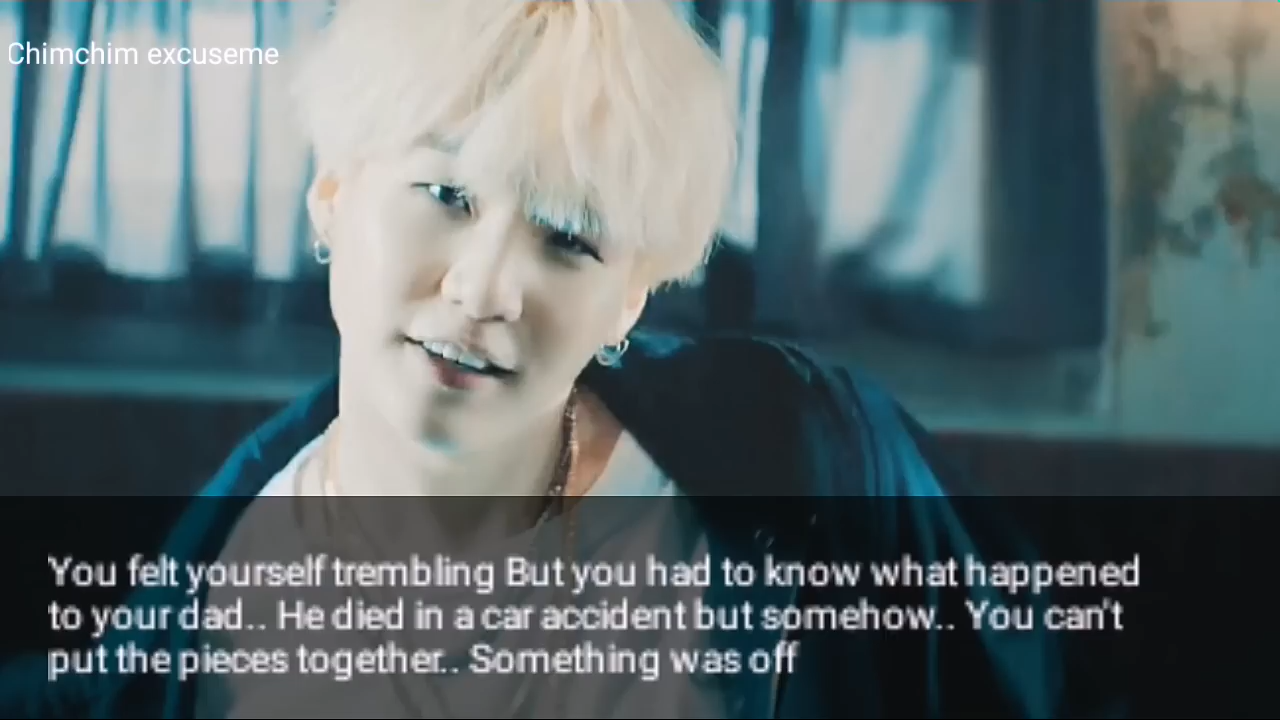 Chimchim excuseme
You felt yourself trembling But you had to know what happened
to your dad.. He died in a car accident but somehow.. You can't
put the pieces together.. Something was off